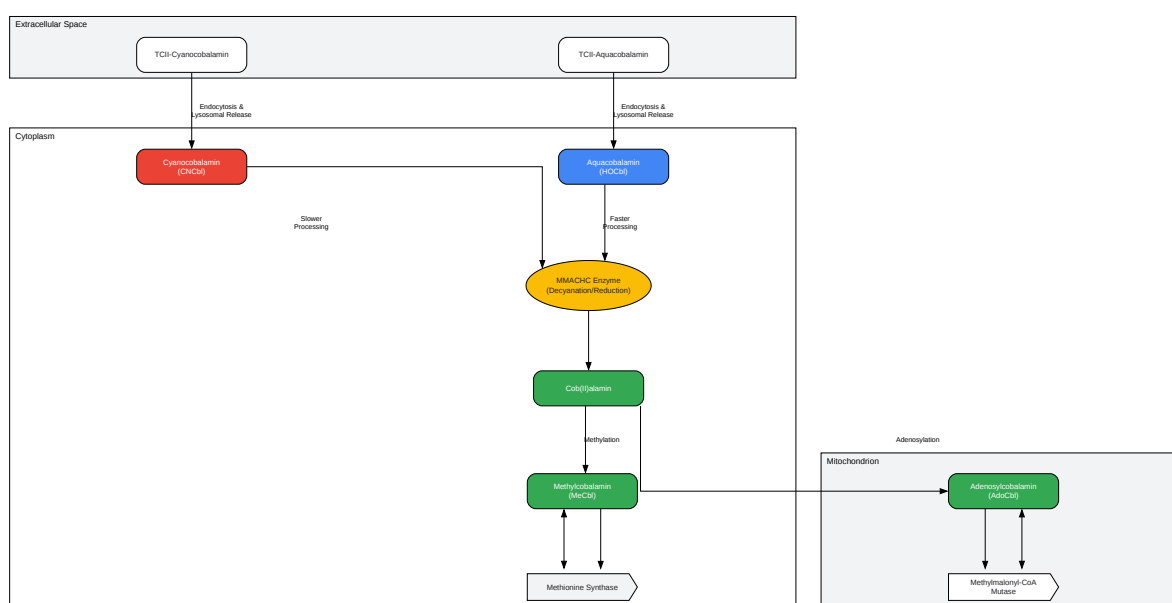 Extracellular Space
TCII-Cyanocobalamin
TCII-Aquacobalamin
Endocytosis &
Lysosomal Release
Endocytosis &
Lysosomal Release
Cytoplasm
Cyanocobalamin
(CNCbl)
Aquacobalamin
(HOCbl)
Slower
Processing
Faster
Processing
MMACHC Enzyme
(Decyanation/Reduction)
Cob(II)alamin
Methylation
Adenosylation
Mitochondrion
Methylcobalamin
(MeCbl)
Adenosylcobalamin
(AdoCbl)
Methionine Synthase
Methylmalonyl-CoA
Mutase